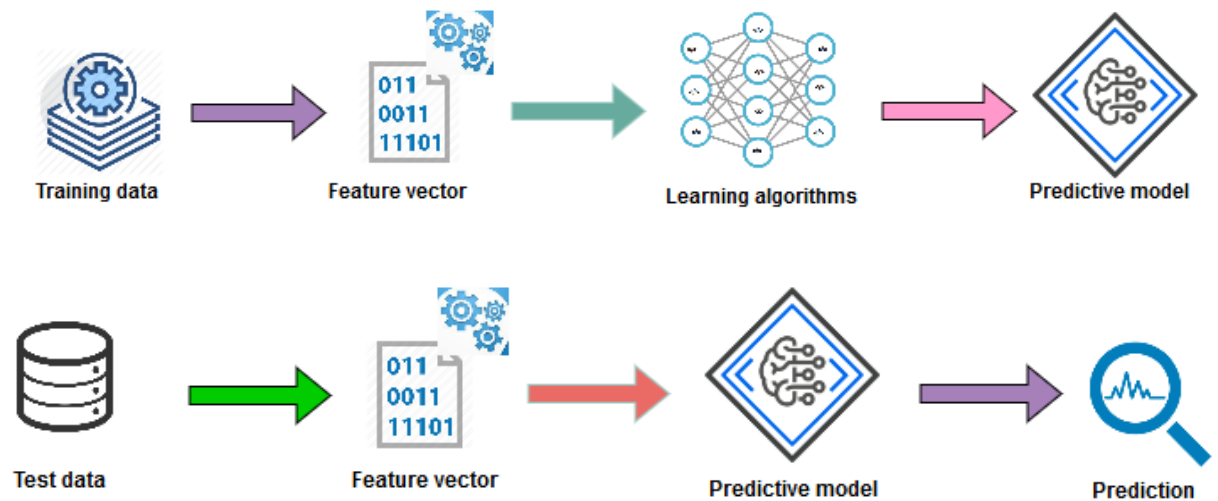 011
0011
11101
Training data
Feature vector
Learning algorithms
Predictive model
011
0011
11101
Test data
Feature vector
Predictive model
Prediction